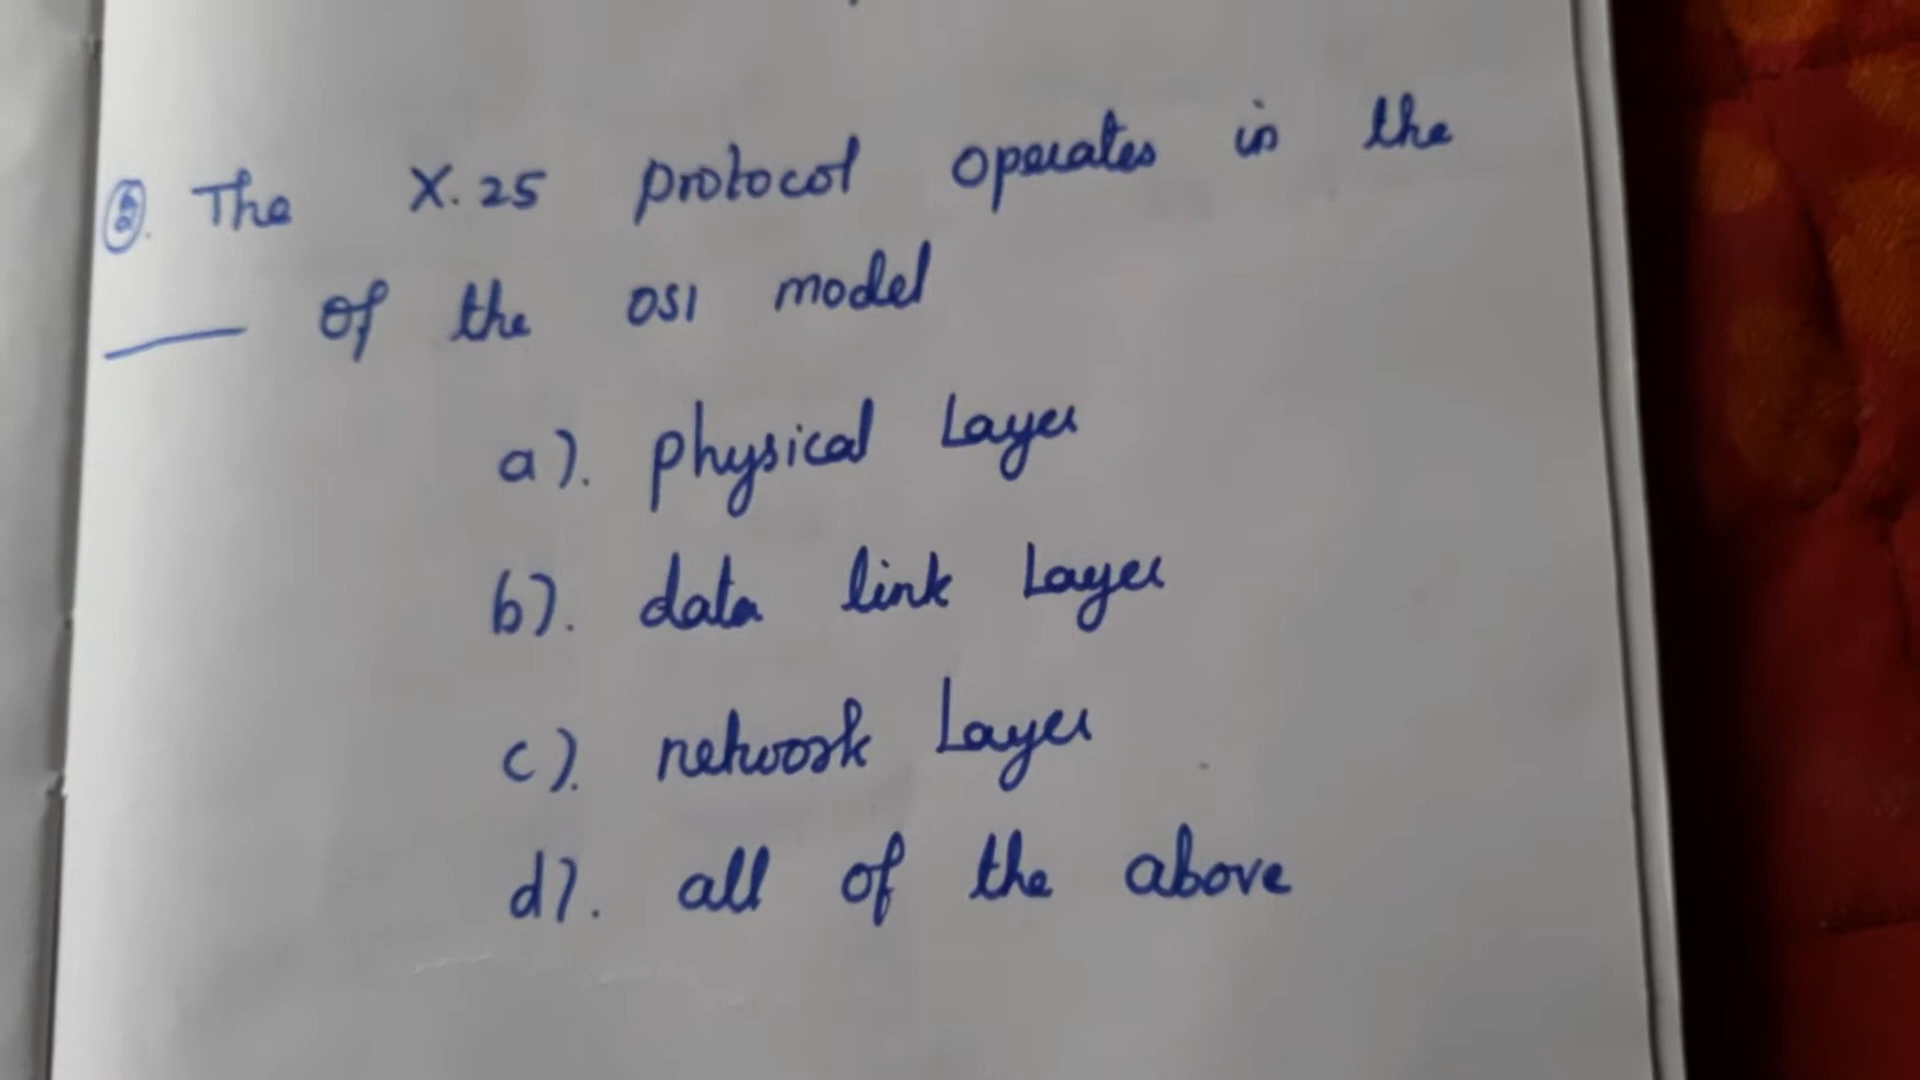 The X.25 protocol operates in the
___ of the OSI model
a). physical Layer
b). data link Layer
c). network Layer
d). all of the above